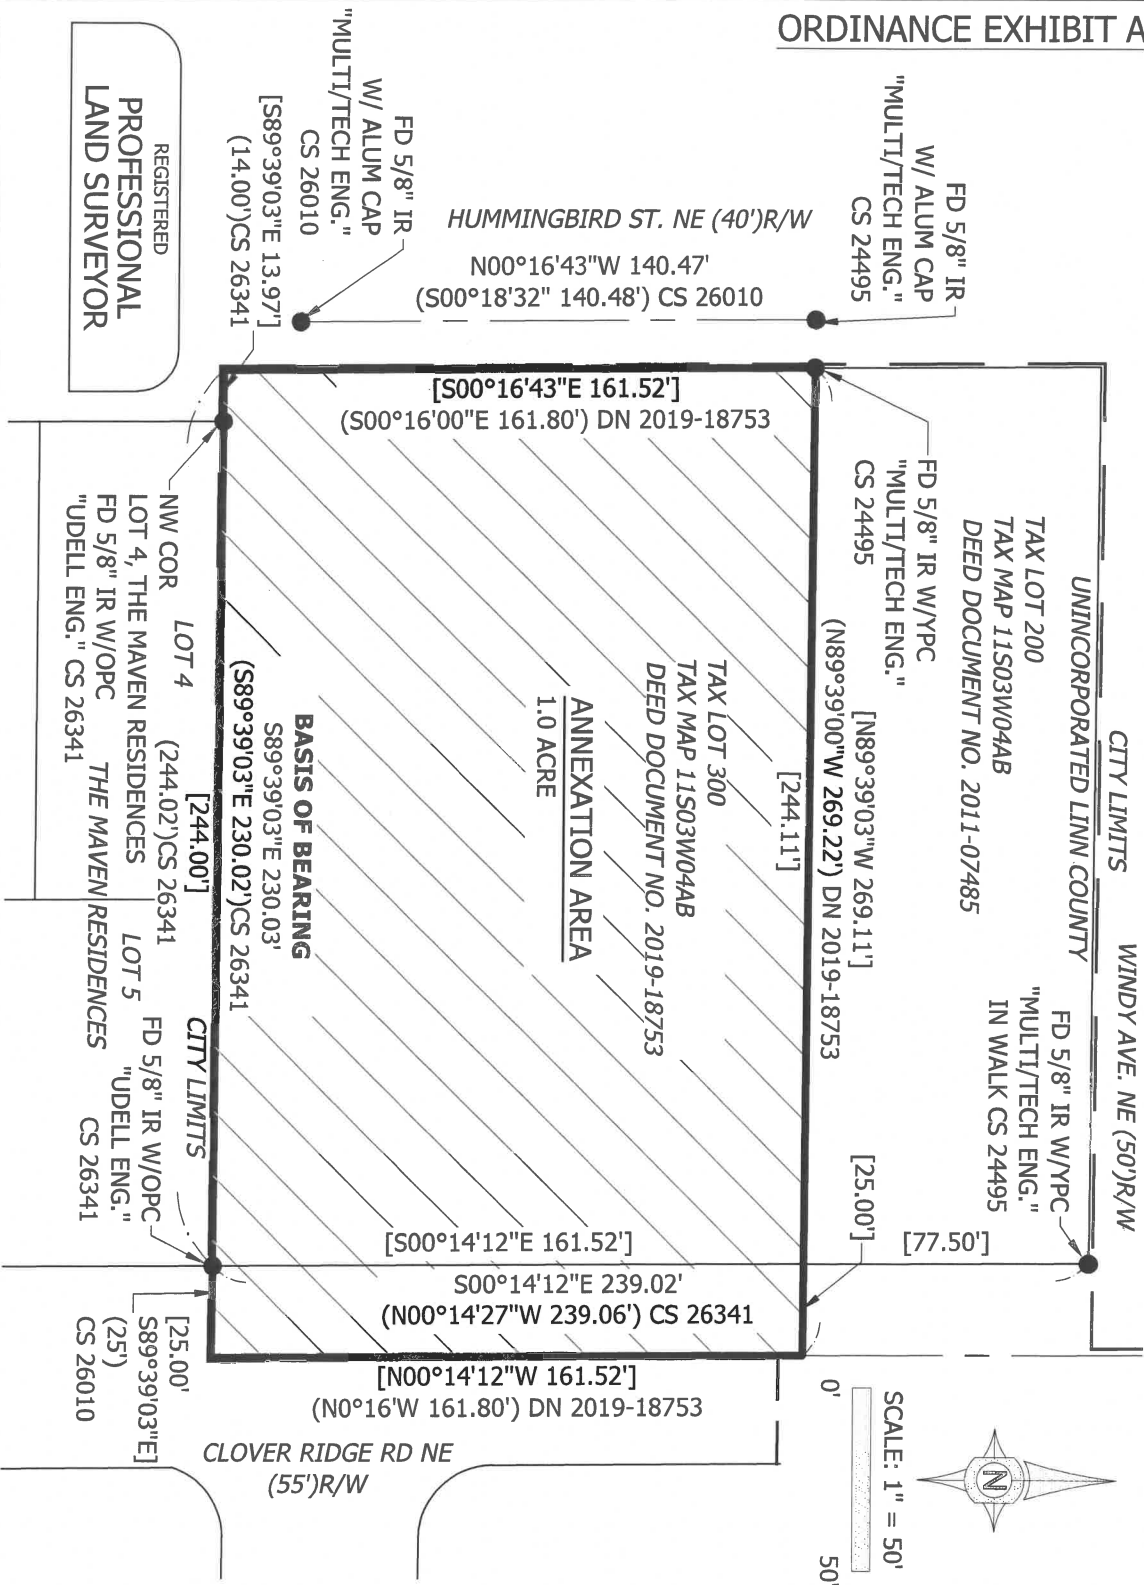 ORDINANCE EXHIBIT A
FD 5/8" IR
W/ ALUM CAP
"MULTI/TECH ENG."
CS 24495
FD 5/8" IR
W/ ALUM CAP
"MULTI/TECH ENG."
CS 26010
[S89°39'03"E 13.97']
(14.00')CS 26341
REGISTERED
PROFESSIONAL
LAND SURVEYOR
HUMMINGBIRD ST. NE (40')R/W
N00°16'43"W 140.47'
(S00°18'32" 140.48') CS 26010
[S00°16'43"E 161.52']
(S00°16'00"E 161.80') DN 2019-18753
CITY LIMITS
WINDY AVE. NE (50')R/W
UNINCORPORATED LINN COUNTY
TAX LOT 200
TAX MAP 11S03W04AB
DEED DOCUMENT NO. 2011-07485
FD 5/8" IR W/YPC
"MULTI/TECH ENG."
CS 24495
FD 5/8" IR W/YPC
"MULTI/TECH ENG."
IN WALK CS 24495
[N89°39'03"W 269.11']
(N89°39'00"W 269.22') DN 2019-18753
[244.11']
[25.00']
[77.50']
TAX LOT 300
TAX MAP 11S03W04AB
DEED DOCUMENT NO. 2019-18753
ANNEXATION AREA
1.0 ACRE
BASIS OF BEARING
S89°39'03"E 230.03'
(S89°39'03"E 230.02')CS 26341
[244.00']
(244.02')CS 26341
CITY LIMITS
LOT 4
NW COR
LOT 4, THE MAVEN RESIDENCES
FD 5/8" IR W/OPC
"UDELL ENG." CS 26341
THE MAVEN RESIDENCES
LOT 5
FD 5/8" IR W/OPC
"UDELL ENG."
CS 26341
[S00°14'12"E 161.52']
S00°14'12"E 239.02'
(N00°14'27"W 239.06') CS 26341
[N00°14'12"W 161.52']
(N0°16'W 161.80') DN 2019-18753
[25.00'
S89°39'03"E]
(25')
CS 26010
CLOVER RIDGE RD NE
(55')R/W
N
SCALE: 1" = 50'
0'
50'